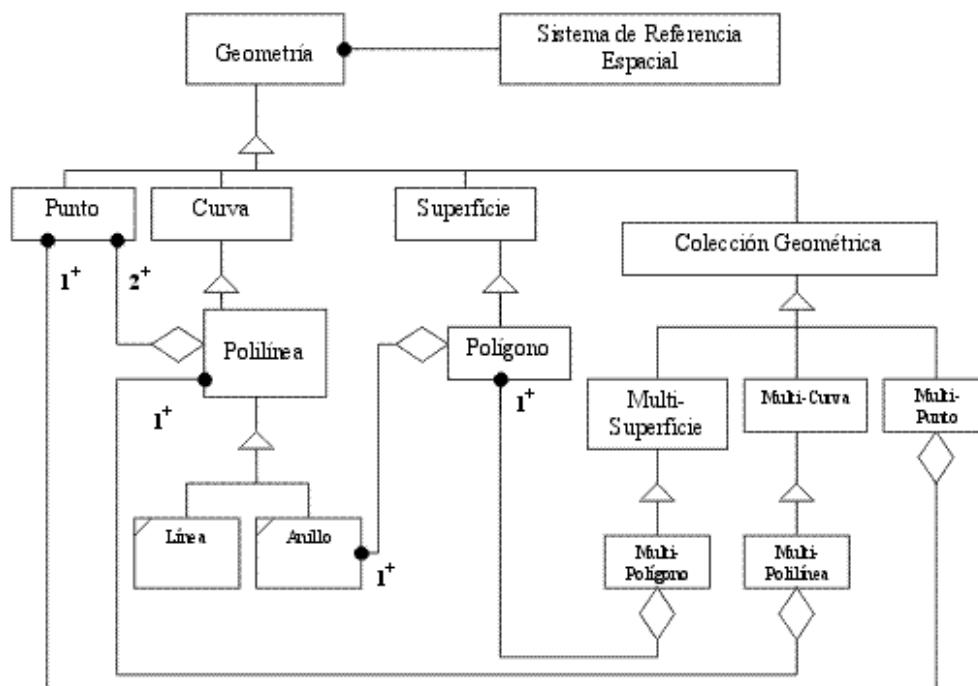 Geometría
Sistema de Referencia
Espacial
Punto
Curva
Superficie
Colección Geométrica
1+
2+
Polilínea
Polígono
1+
1+
Multi-
Superficie
Multi-Curva
Multi-
Punto
Línea
Anillo
1+
Multi-
Polígono
Multi-
Polilínea